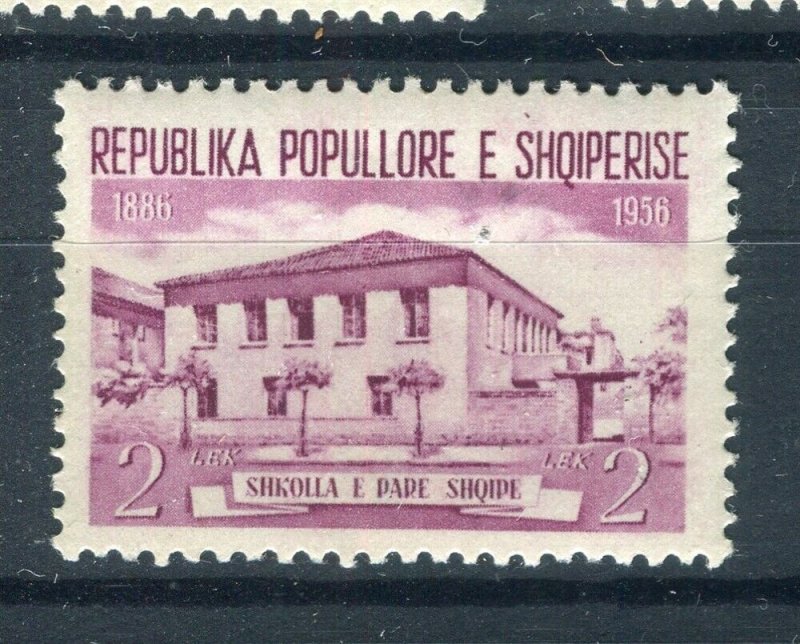 REPUBLIKA POPULLORE E SHQIPERISE
1886 1956
2 LEK LEK 2
SHKOLLA E PARE SHQIPE